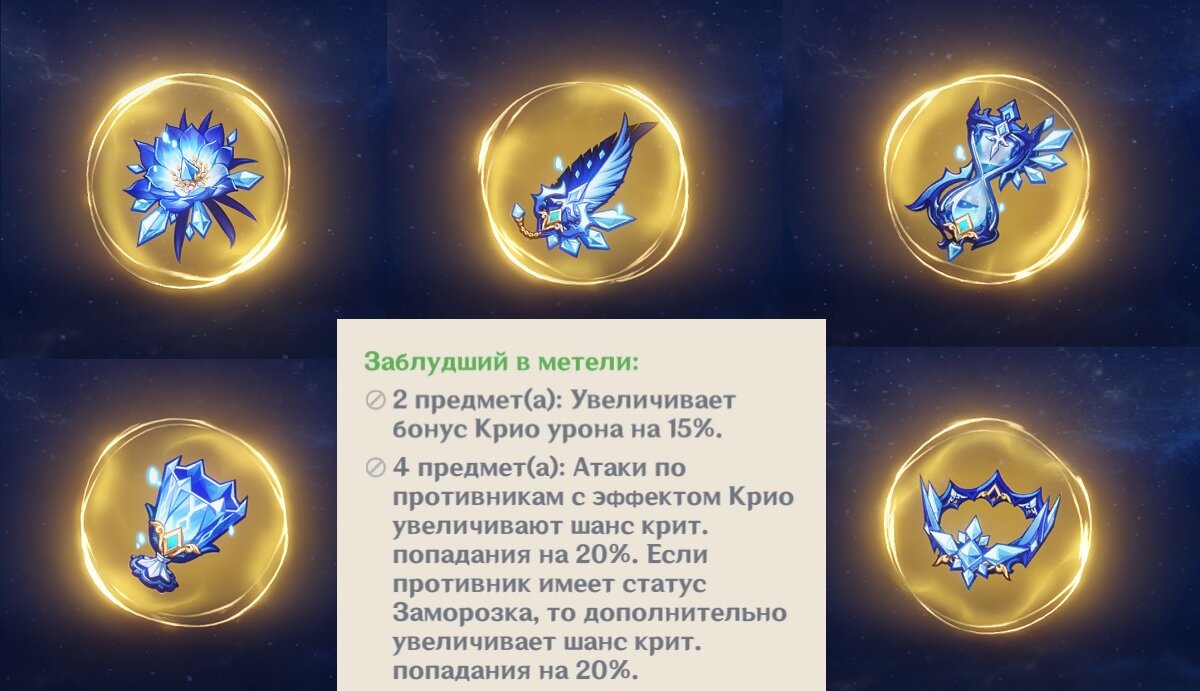 Заблудший в метели:
2 предмет(а): Увеличивает
бонус Крио урона на 15%.
4 предмет(а): Атаки по
противникам с эффектом Крио
увеличивают шанс крит.
попадания на 20%. Если
противник имеет статус
Заморозка, то дополнительно
увеличивает шанс крит.
попадания на 20%.